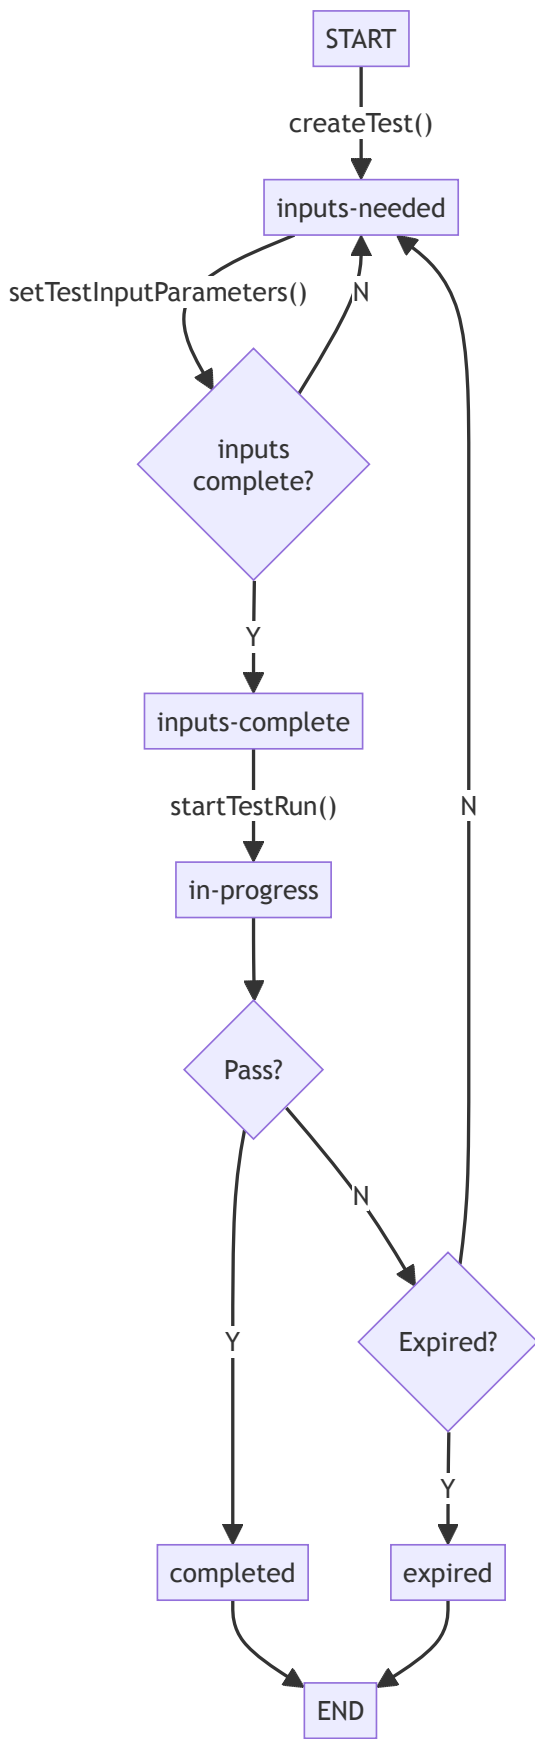 START
createTest()
inputs-needed
setTestInputParameters()
N
inputs
complete?
Y
inputs-complete
startTestRun()
N
in-progress
Pass?
N
Y
Expired?
Y
completed
expired
END